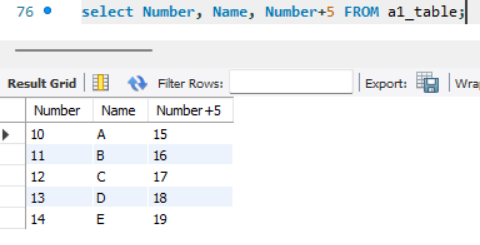 76 select Number, Name, Number+5 FROM a1_table;
Result Grid Filter Rows: Export: Wra
Number Name Number+5
10 A 15
11 B 16
12 C 17
13 D 18
14 E 19